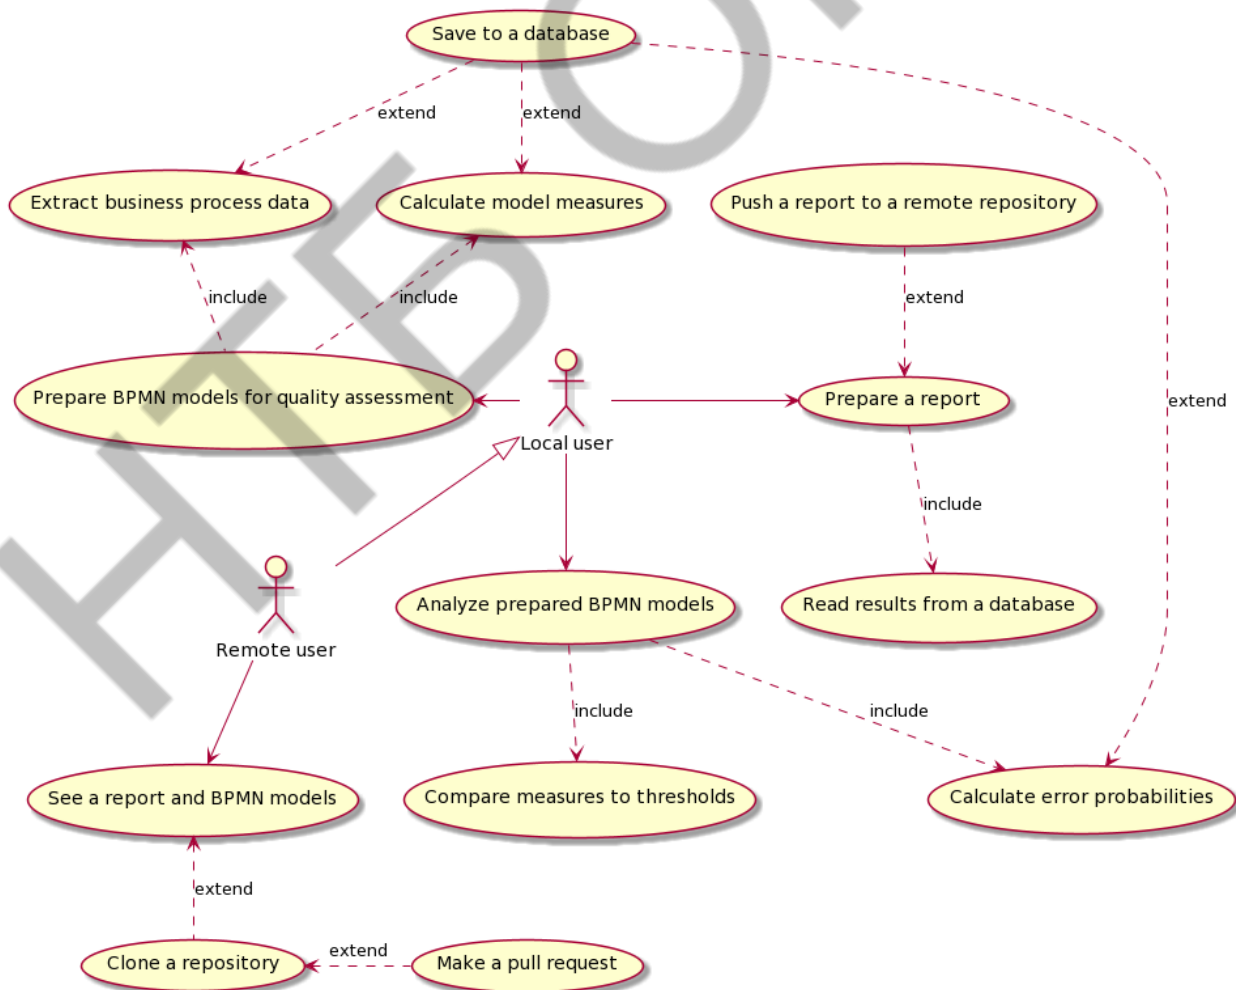 Save to a database
extend
extend
Extract business process data
Calculate model measures
Push a report to a remote repository
include
include
extend
Prepare BPMN models for quality assessment
Prepare a report
extend
Local user
include
Analyze prepared BPMN models
Read results from a database
Remote user
include
include
See a report and BPMN models
Compare measures to thresholds
Calculate error probabilities
extend
extend
Clone a repository
Make a pull request